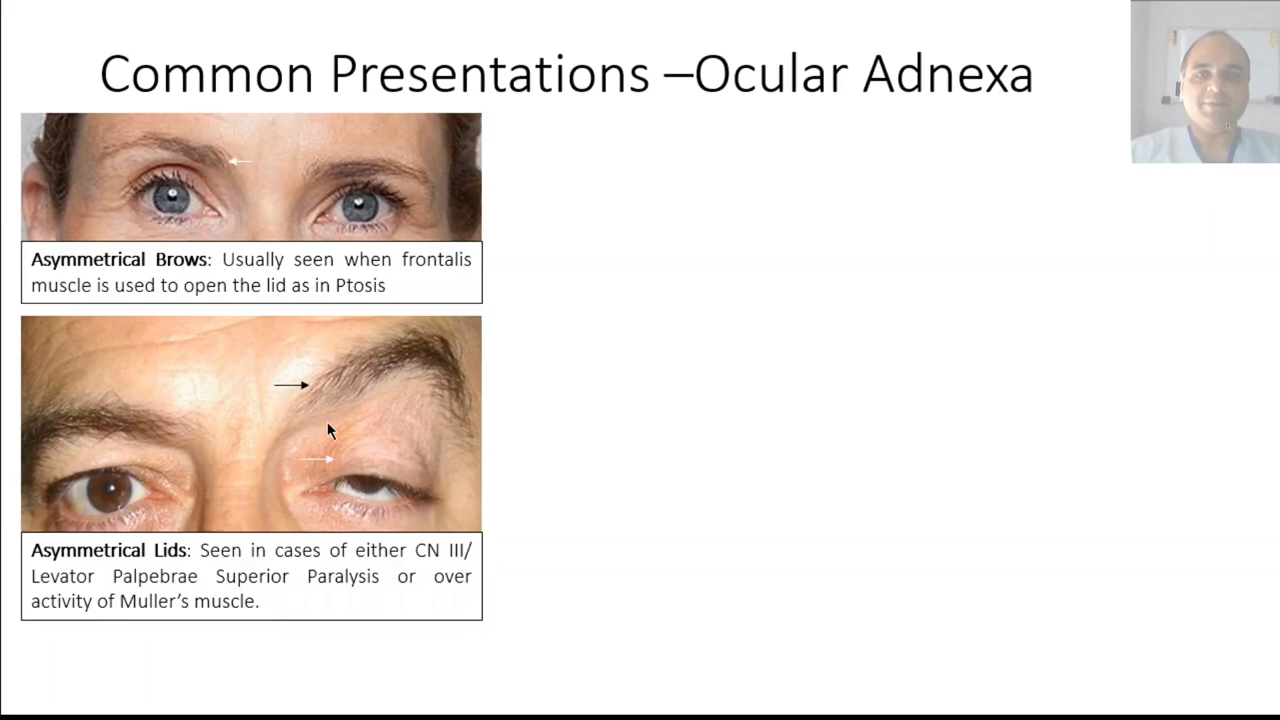 Common Presentations –Ocular Adnexa
Asymmetrical Brows: Usually seen when frontalis
muscle is used to open the lid as in Ptosis
Asymmetrical Lids: Seen in cases of either CN III/
Levator Palpebrae Superior Paralysis or over
activity of Muller’s muscle.